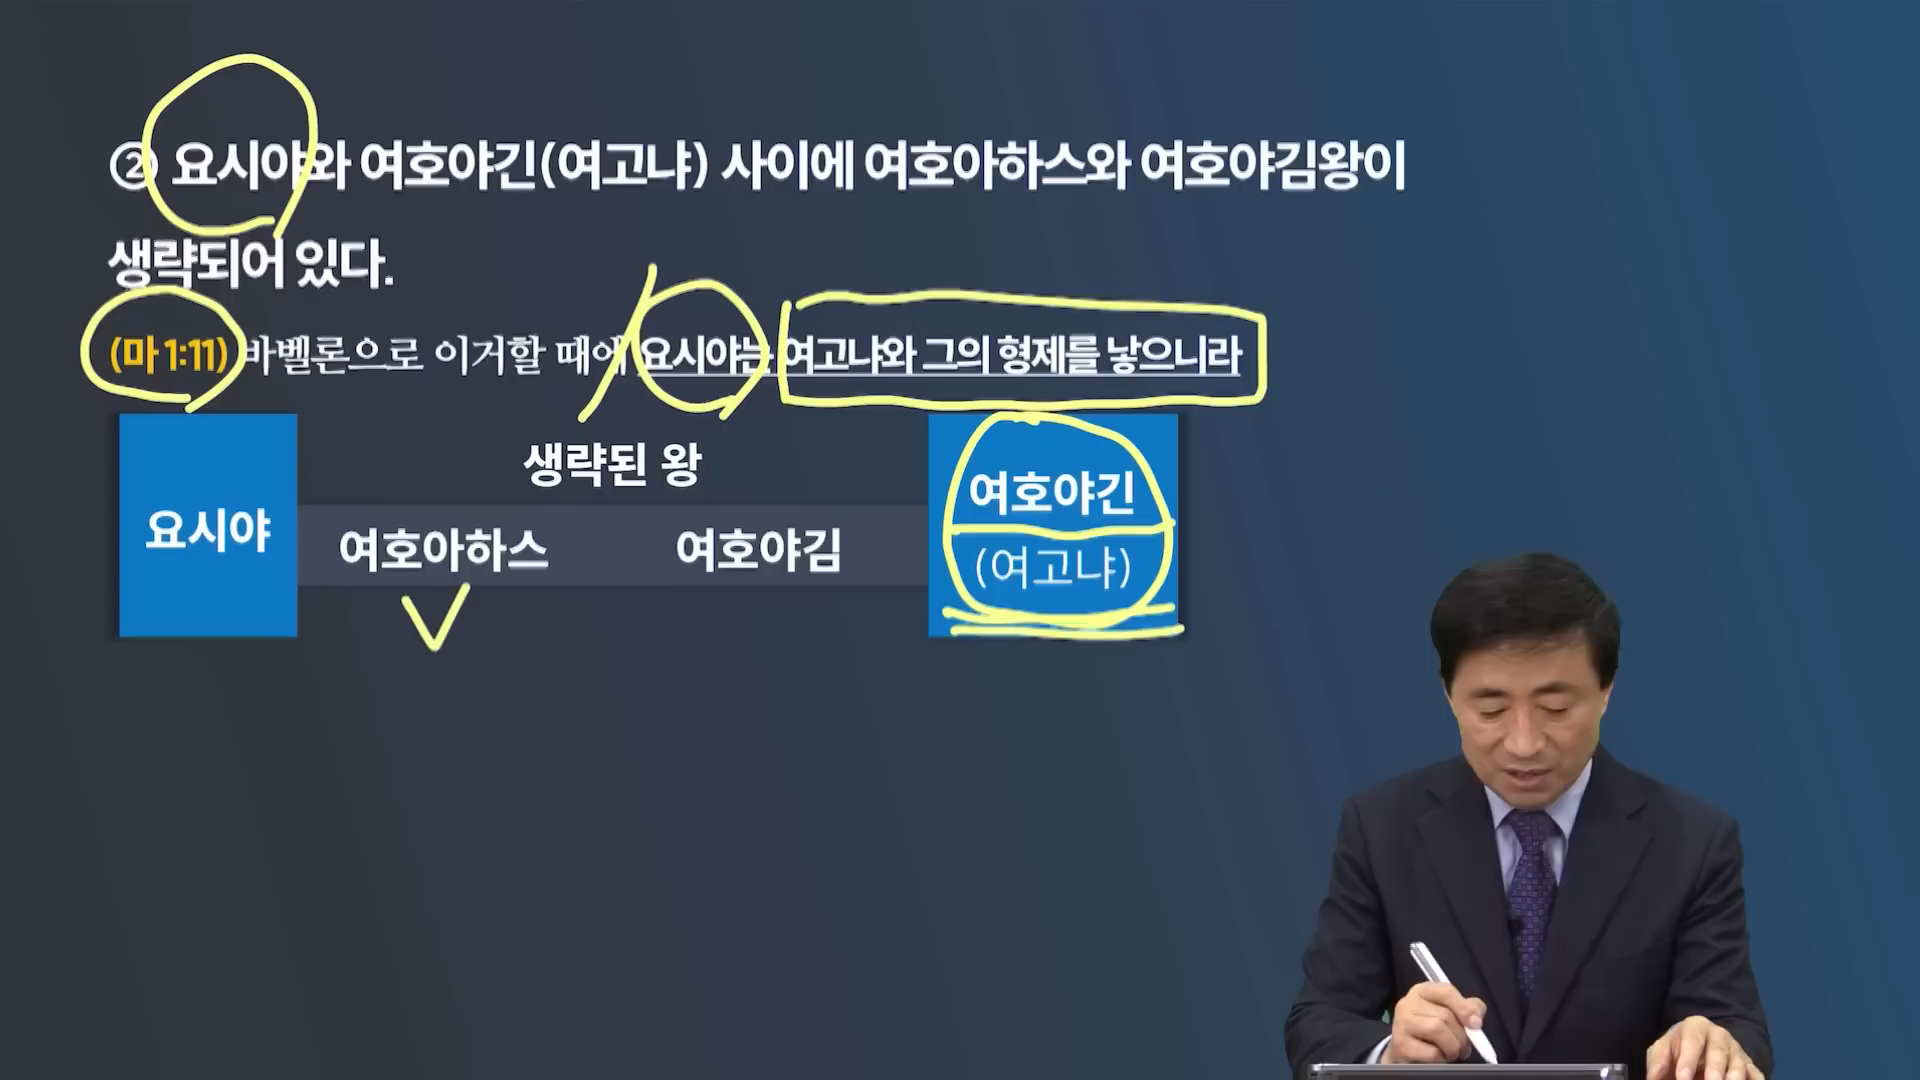 ② 요시야와 여호야긴(여고냐) 사이에 여호아하스와 여호야김왕이
생략되어 있다.
(마 1:11) 바벨론으로 이거할 때에 요시야는 여고냐와 그의 형제를 낳으니라
생략된 왕
요시야
여호아하스
여호야김
여호야긴
(여고냐)